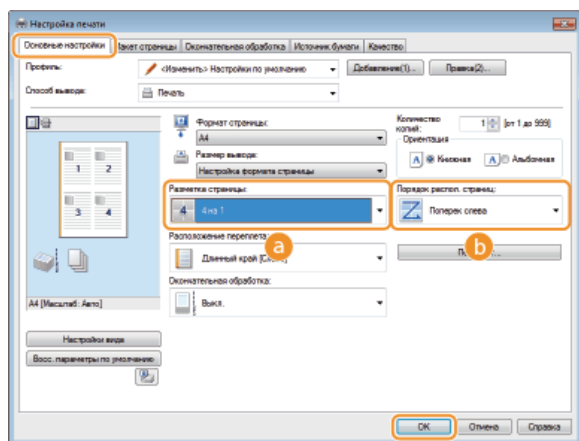 Настройка печати
Основные настройки Макет страницы Окончательная обработка Источник бумаги Качество
Профиль: <Изменить> Настройки по умолчанию Добавление(1)... Правка(2)...
Способ вывода: Печать
Формат страницы: Количество копий: 1 [от 1 до 999]
A4 Ориентация
Размер вывода: A Книжная A Альбомная
Настройка формата страницы
1 2
3 4
Разметка страницы: Порядок распол. страниц:
4 4 на 1 Поперек слева
a b
Расположение переплета:
Длинный край
Окончательная обработка:
Выкл.
A4 [Масштаб: Авто]
Настройки вида
Восс. параметры по умолчанию
OK Отмена Справка